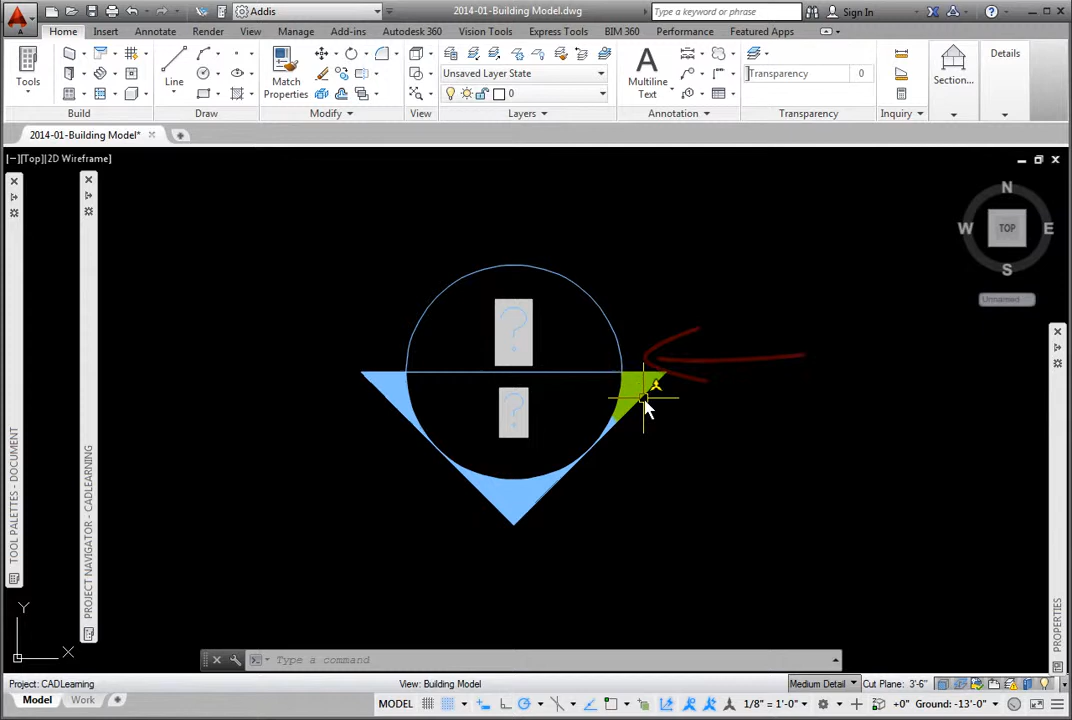 Addis
2014-01-Building Model.dwg
Type a keyword or phrase
Sign In
Home Insert Annotate Render View Manage Add-ins Autodesk 360 Vision Tools Express Tools BIM 360 Performance Featured Apps
Tools
Line
Match Properties
Unsaved Layer State
0
Multiline Text
Transparency 0
Section...
Details
Build Draw Modify View Layers Annotation Transparency Inquiry
2014-01-Building Model*
[−][Top][2D Wireframe]
N
W TOP E
S
Unnamed
?
?
TOOL PALETTES - DOCUMENT
PROJECT NAVIGATOR - CADLEARNING
PROPERTIES
Y
X
Type a command
Project: CADLearning View: Building Model Medium Detail Cut Plane: 3'-6"
Model Work
MODEL 1/8" = 1'-0" +0" Ground: -13'-0"